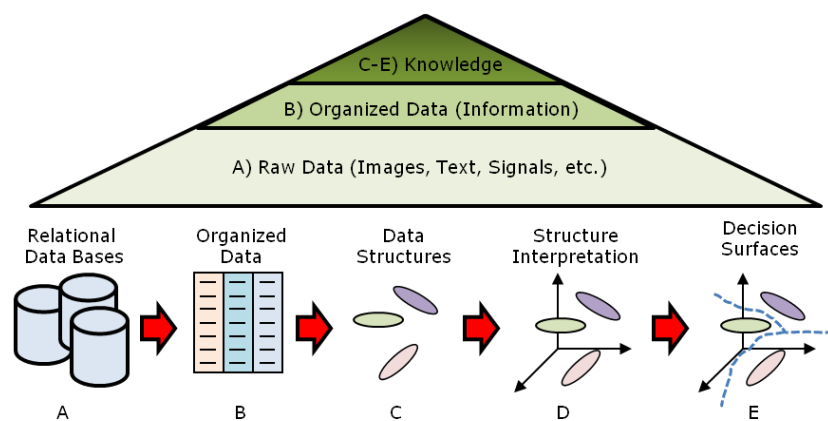 C-E) Knowledge
B) Organized Data (Information)
A) Raw Data (Images, Text, Signals, etc.)
Relational
Data Bases
Organized
Data
Data
Structures
Structure
Interpretation
Decision
Surfaces
A
B
C
D
E